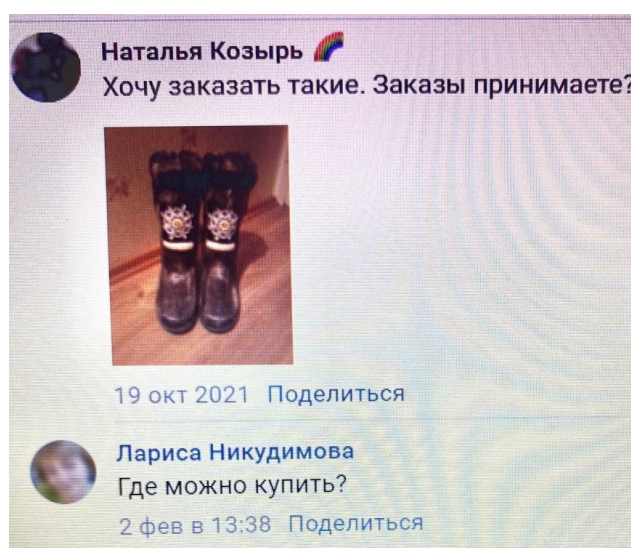 Наталья Козырь
Хочу заказать такие. Заказы принимаете?
19 окт 2021 Поделиться
Лариса Никудимова
Где можно купить?
2 фев в 13:38 Поделиться